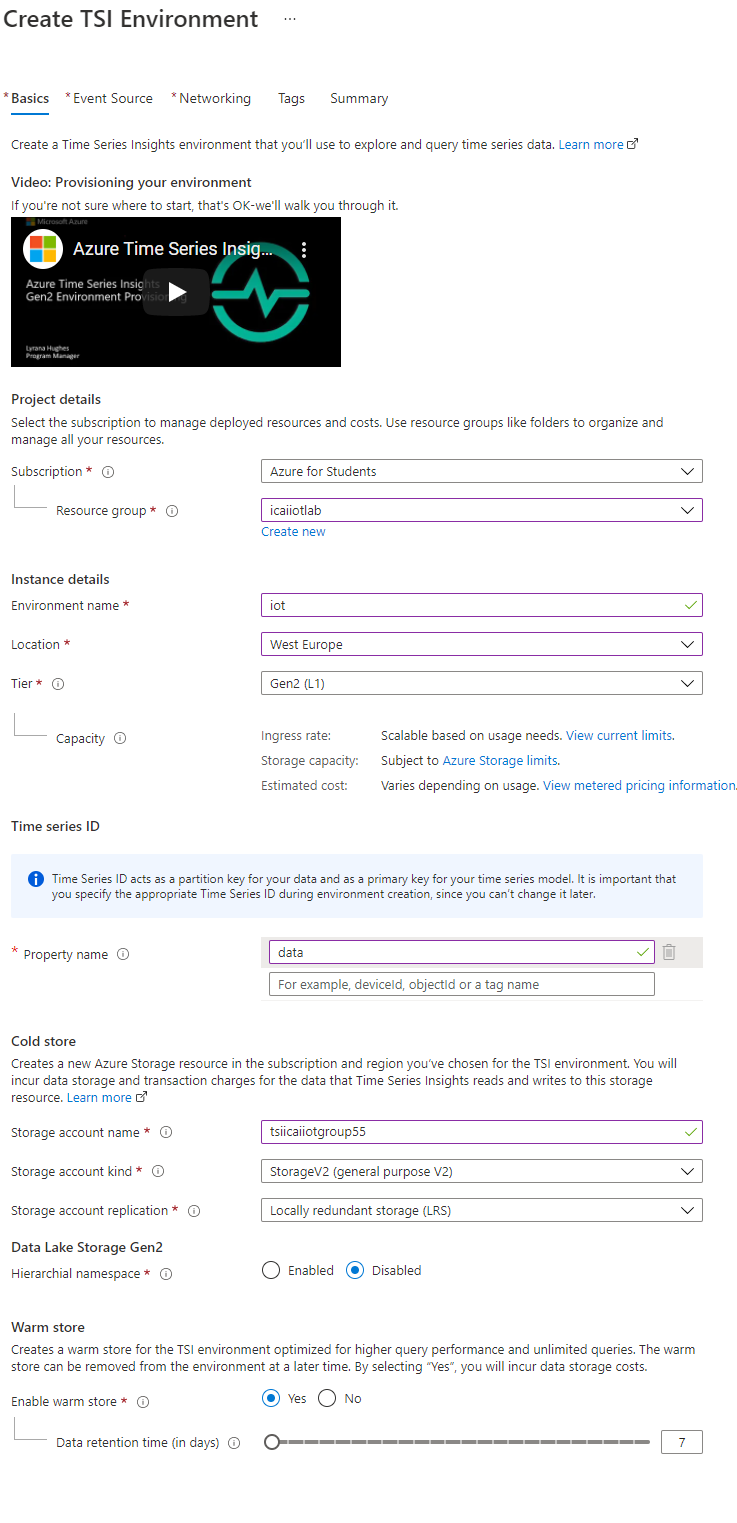 Create TSI Environment ...
* Basics * Event Source * Networking Tags Summary
Create a Time Series Insights environment that you'll use to explore and query time series data. Learn more
Video: Provisioning your environment
If you're not sure where to start, that's OK-we'll walk you through it.
Microsoft Azure
Azure Time Series Insig...
Azure Time Series Insights
Gen2 Environment Provisioning
Lyrana Hughes
Program Manager
Project details
Select the subscription to manage deployed resources and costs. Use resource groups like folders to organize and
manage all your resources.
Subscription * Azure for Students
Resource group * icaiiotlab
Create new
Instance details
Environment name * iot
Location * West Europe
Tier * Gen2 (L1)
Capacity Ingress rate: Scalable based on usage needs. View current limits.
Storage capacity: Subject to Azure Storage limits.
Estimated cost: Varies depending on usage. View metered pricing information.
Time series ID
Time Series ID acts as a partition key for your data and as a primary key for your time series model. It is important that
you specify the appropriate Time Series ID during environment creation, since you can't change it later.
* Property name data
For example, deviceId, objectId or a tag name
Cold store
Creates a new Azure Storage resource in the subscription and region you've chosen for the TSI environment. You will
incur data storage and transaction charges for the data that Time Series Insights reads and writes to this storage
resource. Learn more
Storage account name * tsiicaiiotgroup55
Storage account kind * StorageV2 (general purpose V2)
Storage account replication * Locally redundant storage (LRS)
Data Lake Storage Gen2
Hierarchial namespace * Enabled Disabled
Warm store
Creates a warm store for the TSI environment optimized for higher query performance and unlimited queries. The warm
store can be removed from the environment at a later time. By selecting "Yes", you will incur data storage costs.
Enable warm store * Yes No
Data retention time (in days) 7